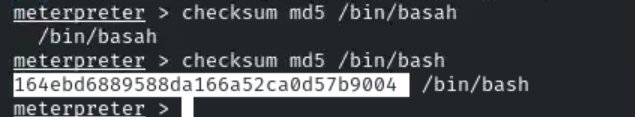 meterpreter > checksum md5 /bin/basah
/bin/basah
meterpreter > checksum md5 /bin/bash
164ebd6889588da166a52ca0d57b9004 /bin/bash
meterpreter >